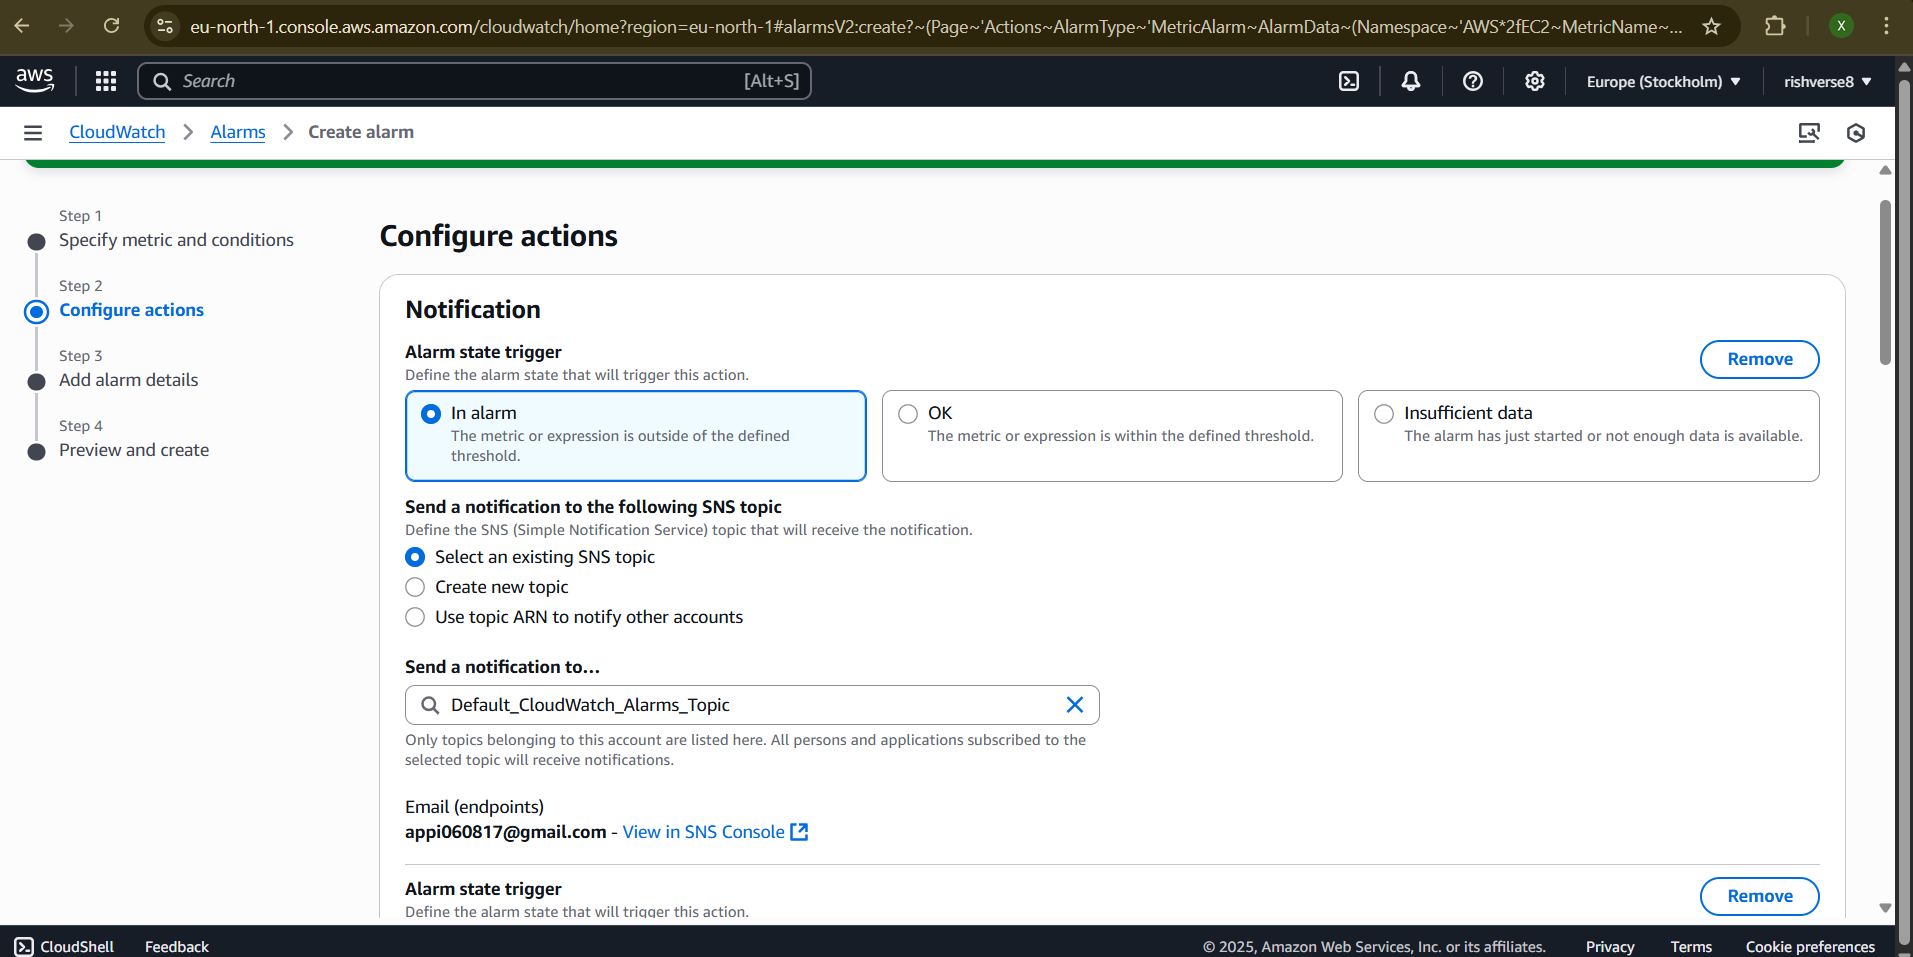 eu-north-1.console.aws.amazon.com/cloudwatch/home?region=eu-north-1#alarmsV2:create?~(Page~'Actions~AlarmType~'MetricAlarm~AlarmData~(Namespace~'AWS*2fEC2~MetricName~...
X
aws
Search
[Alt+S]
Europe (Stockholm)
rishverse8
CloudWatch
Alarms
Create alarm
Step 1
Specify metric and conditions
Step 2
Configure actions
Step 3
Add alarm details
Step 4
Preview and create
Configure actions
Notification
Alarm state trigger
Define the alarm state that will trigger this action.
Remove
In alarm
The metric or expression is outside of the defined
threshold.
OK
The metric or expression is within the defined threshold.
Insufficient data
The alarm has just started or not enough data is available.
Send a notification to the following SNS topic
Define the SNS (Simple Notification Service) topic that will receive the notification.
Select an existing SNS topic
Create new topic
Use topic ARN to notify other accounts
Send a notification to...
Default_CloudWatch_Alarms_Topic
Only topics belonging to this account are listed here. All persons and applications subscribed to the
selected topic will receive notifications.
Email (endpoints)
appi060817@gmail.com - View in SNS Console
Alarm state trigger
Define the alarm state that will trigger this action.
Remove
CloudShell
Feedback
© 2025, Amazon Web Services, Inc. or its affiliates.
Privacy
Terms
Cookie preferences